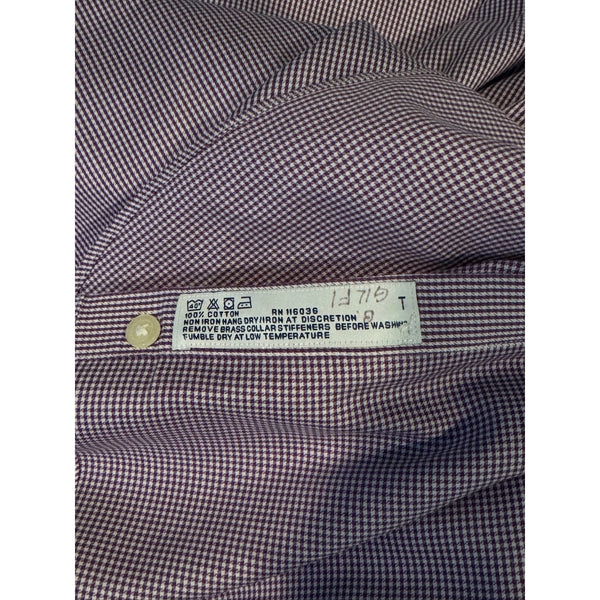 40
100% COTTON RN 116036 T
NON IRON HANG DRY/IRON AT DISCRETION
REMOVE BRASS COLLAR STIFFENERS BEFORE WASHING
TUMBLE DRY AT LOW TEMPERATURE